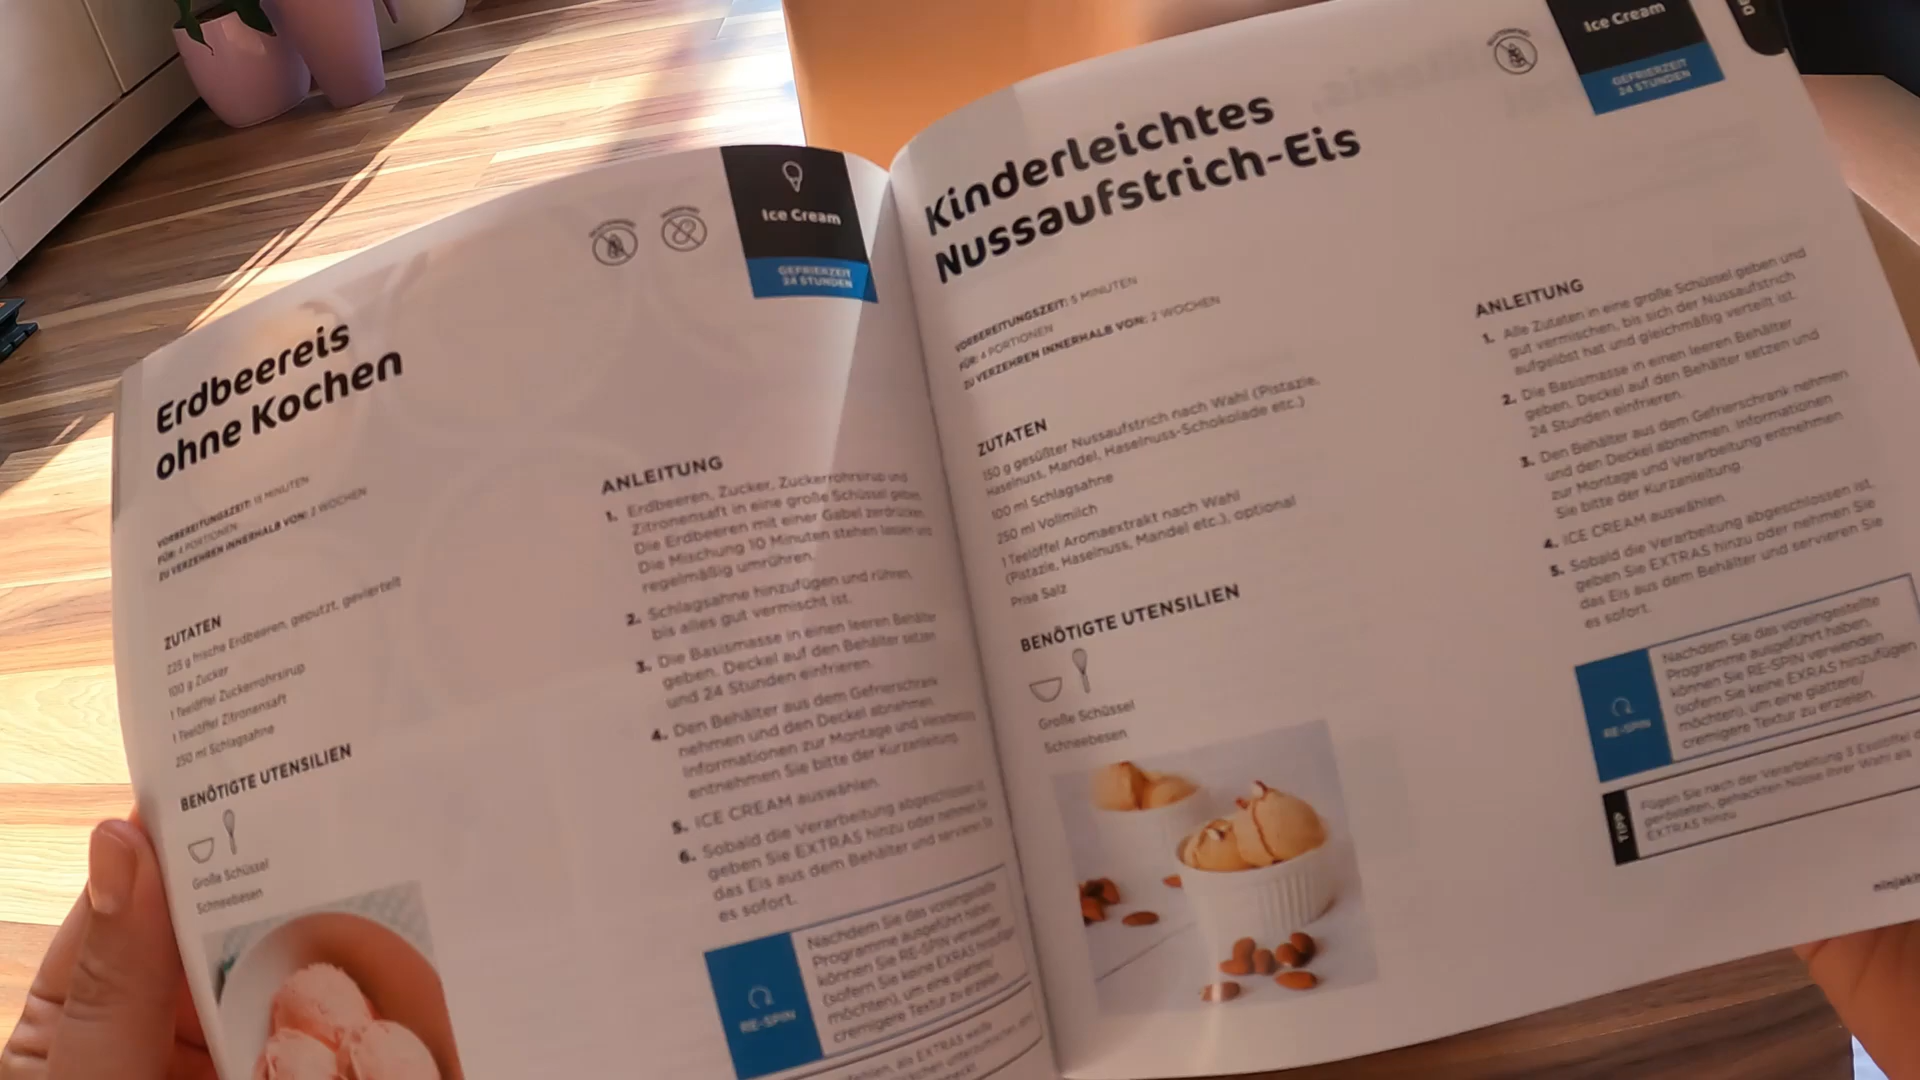 Ice Cream
GEFRIERZEIT
24 STUNDEN
Erdbeereis
ohne Kochen
VORBEREITUNGSZEIT: 15 MINUTEN
FÜR: 4 PORTIONEN
ZU VERZEHREN INNERHALB VON: 2 WOCHEN
ZUTATEN
225 g frische Erdbeeren, geputzt, geviertelt
100 g Zucker
1 Teelöffel Zuckerrohrsirup
1 Teelöffel Zitronensaft
250 ml Schlagsahne
BENÖTIGTE UTENSILIEN
Große Schüssel
Schneebesen
ANLEITUNG
1. Erdbeeren, Zucker, Zuckerrohrsirup und
Zitronensaft in eine große Schüssel geben.
Die Erdbeeren mit einer Gabel zerdrücken.
Die Mischung 10 Minuten stehen lassen und
regelmäßig umrühren.
2. Schlagsahne hinzufügen und rühren,
bis alles gut vermischt ist.
3. Die Basismasse in einen leeren Behälter
geben. Deckel auf den Behälter setzen
und 24 Stunden einfrieren.
4. Den Behälter aus dem Gefrierschrank
nehmen und den Deckel abnehmen.
Informationen zur Montage und Verarbeitung
entnehmen Sie bitte der Kurzanleitung.
5. ICE CREAM auswählen.
6. Sobald die Verarbeitung abgeschlossen ist,
geben Sie EXTRAS hinzu oder nehmen Sie
das Eis aus dem Behälter und servieren Sie
es sofort.
RE-SPIN
Nachdem Sie das voreingestellte
Programme ausgeführt haben,
können Sie RE-SPIN verwenden
(sofern Sie keine EXRAS hinzufügen
möchten), um eine glattere/
cremigere Textur zu erzielen.
als EXTRAS weiße
Ice Cream
GEFRIERZEIT
24 STUNDEN
Kinderleichtes
Nussaufstrich-Eis
VORBEREITUNGSZEIT: 5 MINUTEN
FÜR: 4 PORTIONEN
ZU VERZEHREN INNERHALB VON: 2 WOCHEN
ZUTATEN
150 g gesüßter Nussaufstrich nach Wahl (Pistazie,
Haselnuss, Mandel, Haselnuss-Schokolade etc.)
100 ml Schlagsahne
250 ml Vollmilch
1 Teelöffel Aromaextrakt nach Wahl
(Pistazie, Haselnuss, Mandel etc.), optional
Prise Salz
BENÖTIGTE UTENSILIEN
Große Schüssel
Schneebesen
ANLEITUNG
1. Alle Zutaten in eine große Schüssel geben und
gut vermischen, bis sich der Nussaufstrich
aufgelöst hat und gleichmäßig verteilt ist.
2. Die Basismasse in einen leeren Behälter
geben. Deckel auf den Behälter setzen und
24 Stunden einfrieren.
3. Den Behälter aus dem Gefrierschrank nehmen
und den Deckel abnehmen. Informationen
zur Montage und Verarbeitung entnehmen
Sie bitte der Kurzanleitung.
4. ICE CREAM auswählen.
5. Sobald die Verarbeitung abgeschlossen ist,
geben Sie EXTRAS hinzu oder nehmen Sie
das Eis aus dem Behälter und servieren Sie
es sofort.
RE-SPIN
Nachdem Sie das voreingestellte
Programme ausgeführt haben,
können Sie RE-SPIN verwenden
(sofern Sie keine EXRAS hinzufügen
möchten), um eine glattere/
cremigere Textur zu erzielen.
TIPP
Fügen Sie nach der Verarbeitung 3 Esslöffel
gerösteten, gehackten Nüsse Ihrer Wahl als
EXTRAS hinzu.